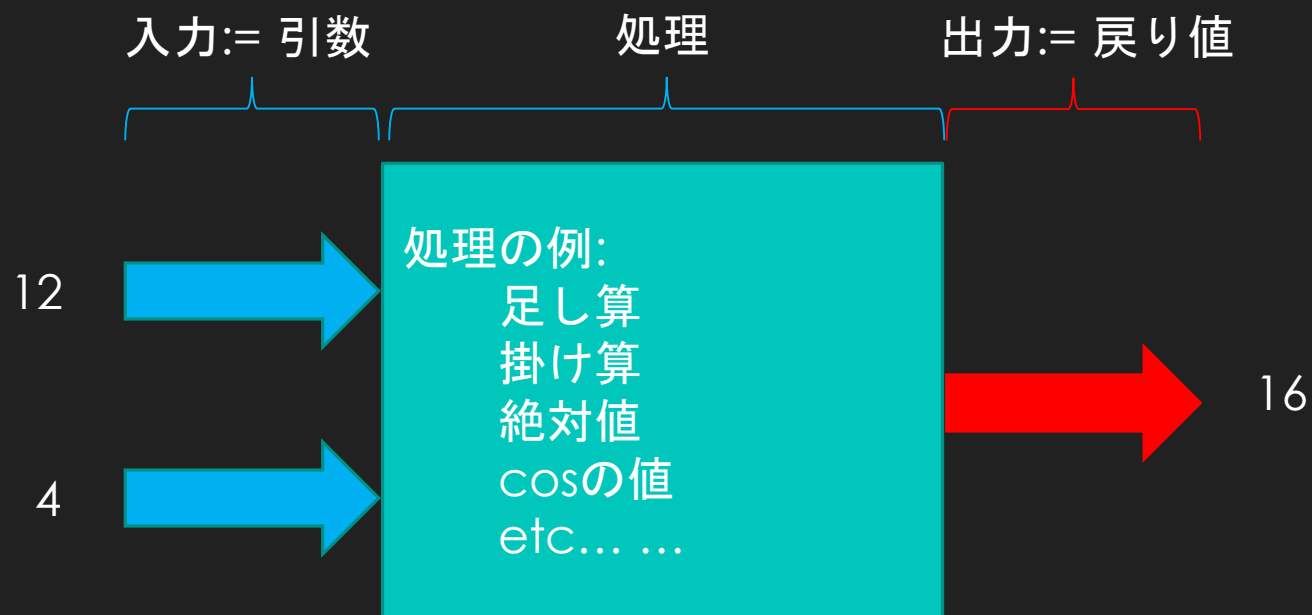 入力:= 引数
処理
出力:= 戻り値
12
4
処理の例:
足し算
掛け算
絶対値
cosの値
etc... ...
16